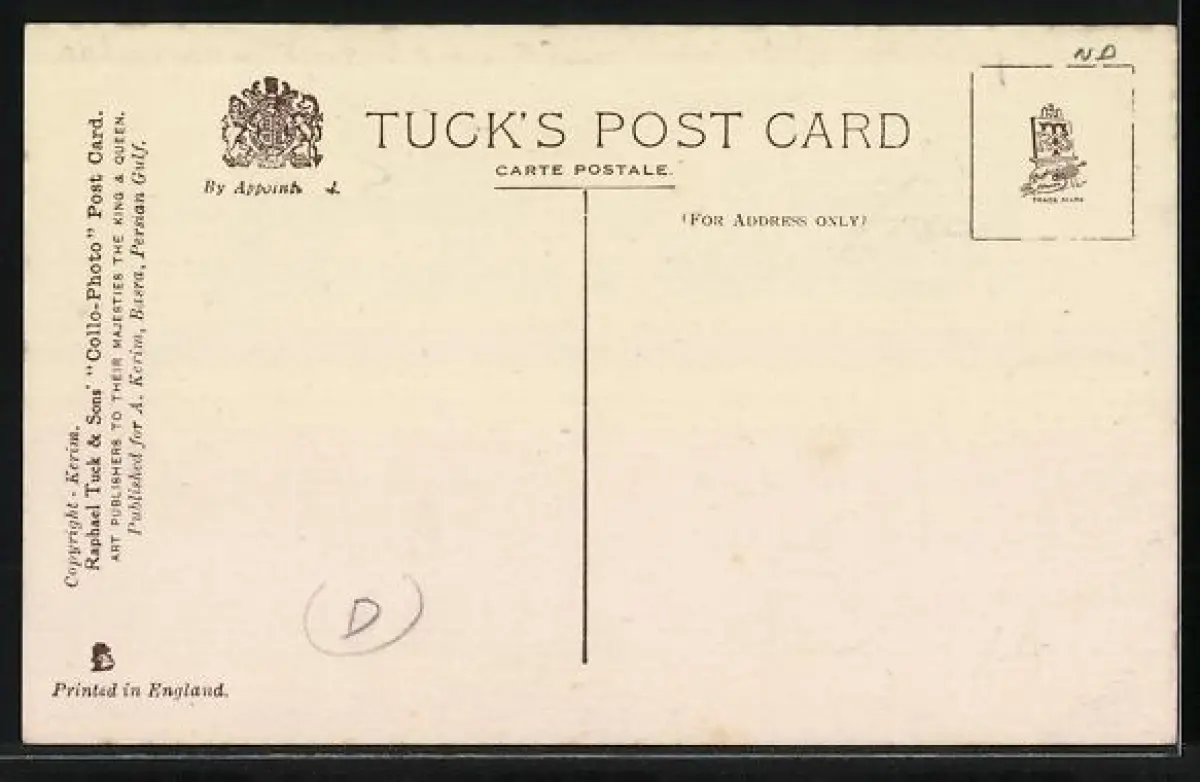 ND
TUCK'S POST CARD
CARTE POSTALE.
By Appoint
(FOR ADDRESS ONLY)
TRADE MARK
Copyright - Kerim.
Raphael Tuck & Sons' "Collo-Photo" Post Card.
ART PUBLISHERS TO THEIR MAJESTIES THE KING & QUEEN.
Published for A. Kerim, Basra, Persian Gulf.
D
Printed in England.